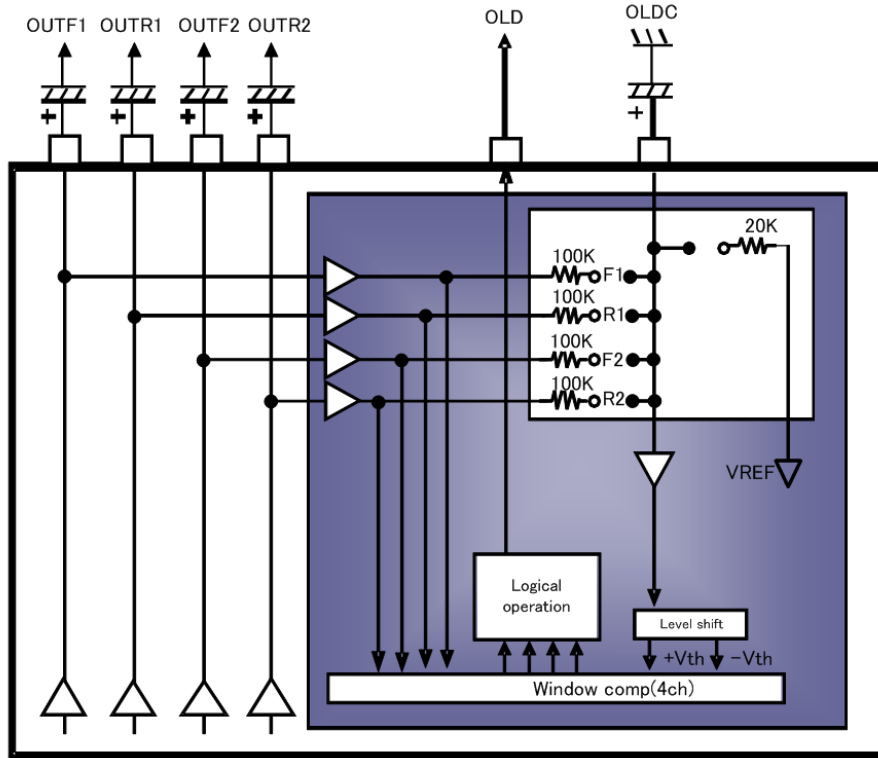 OUTF1 OUTR1 OUTF2 OUTR2 OLD OLDC
+ + + + +
20K
100K F1
100K R1
100K F2
100K R2
VREF
Logical
operation
Level shift
+Vth −Vth
Window comp(4ch)